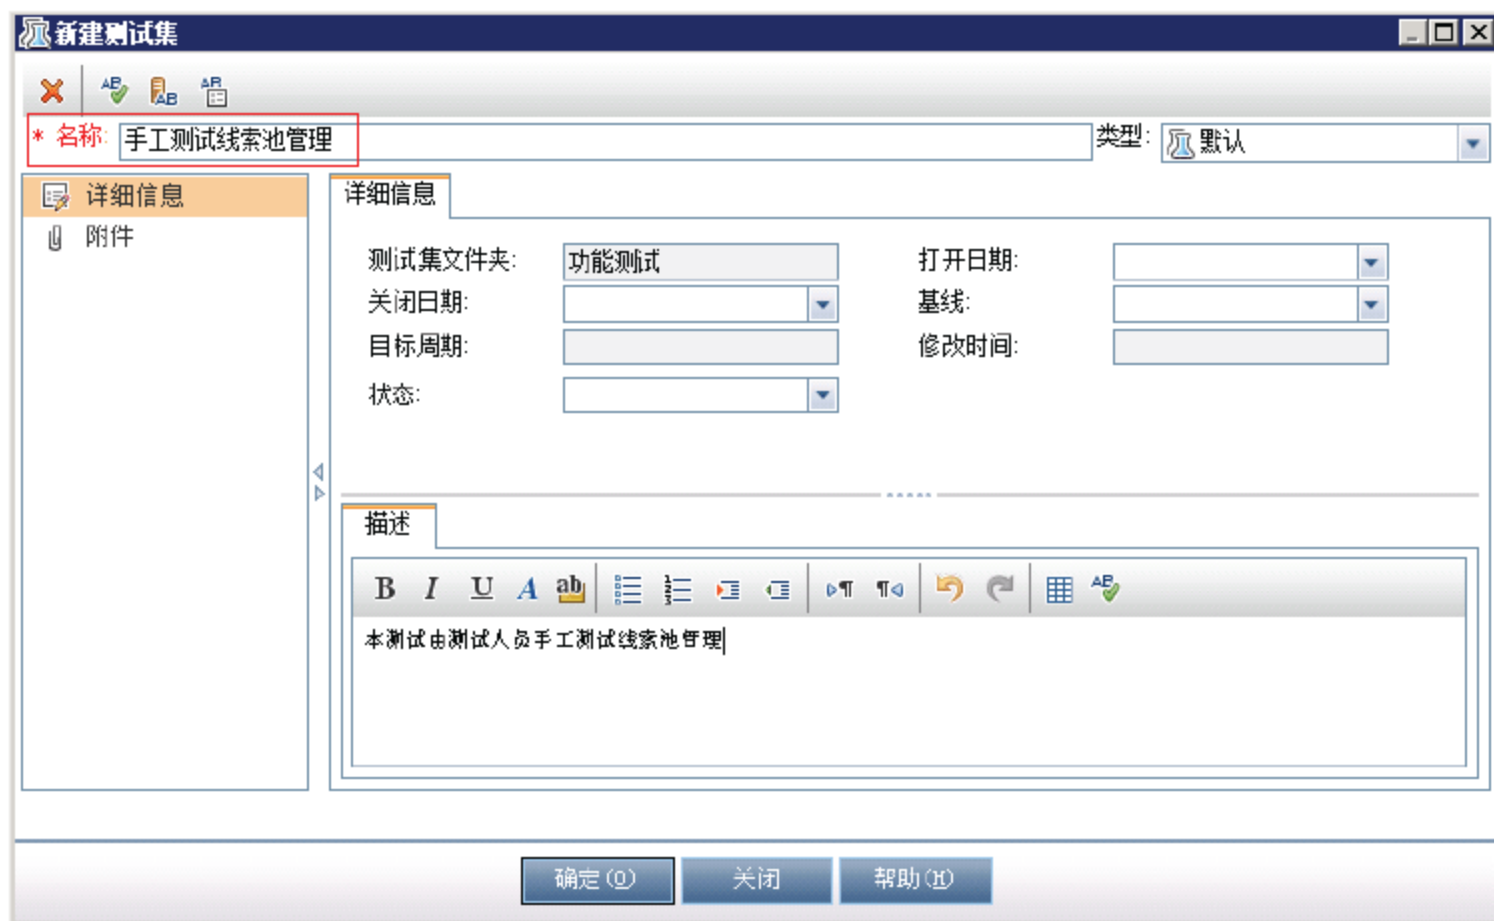 新建测试集
* 名称: 手工测试线索池管理 类型: 默认
详细信息
附件
详细信息
测试集文件夹: 功能测试 打开日期:
关闭日期: 基线:
目标周期: 修改时间:
状态:
描述
B I U A ab
本测试由测试人员手工测试线索池管理
确定(O) 关闭 帮助(H)